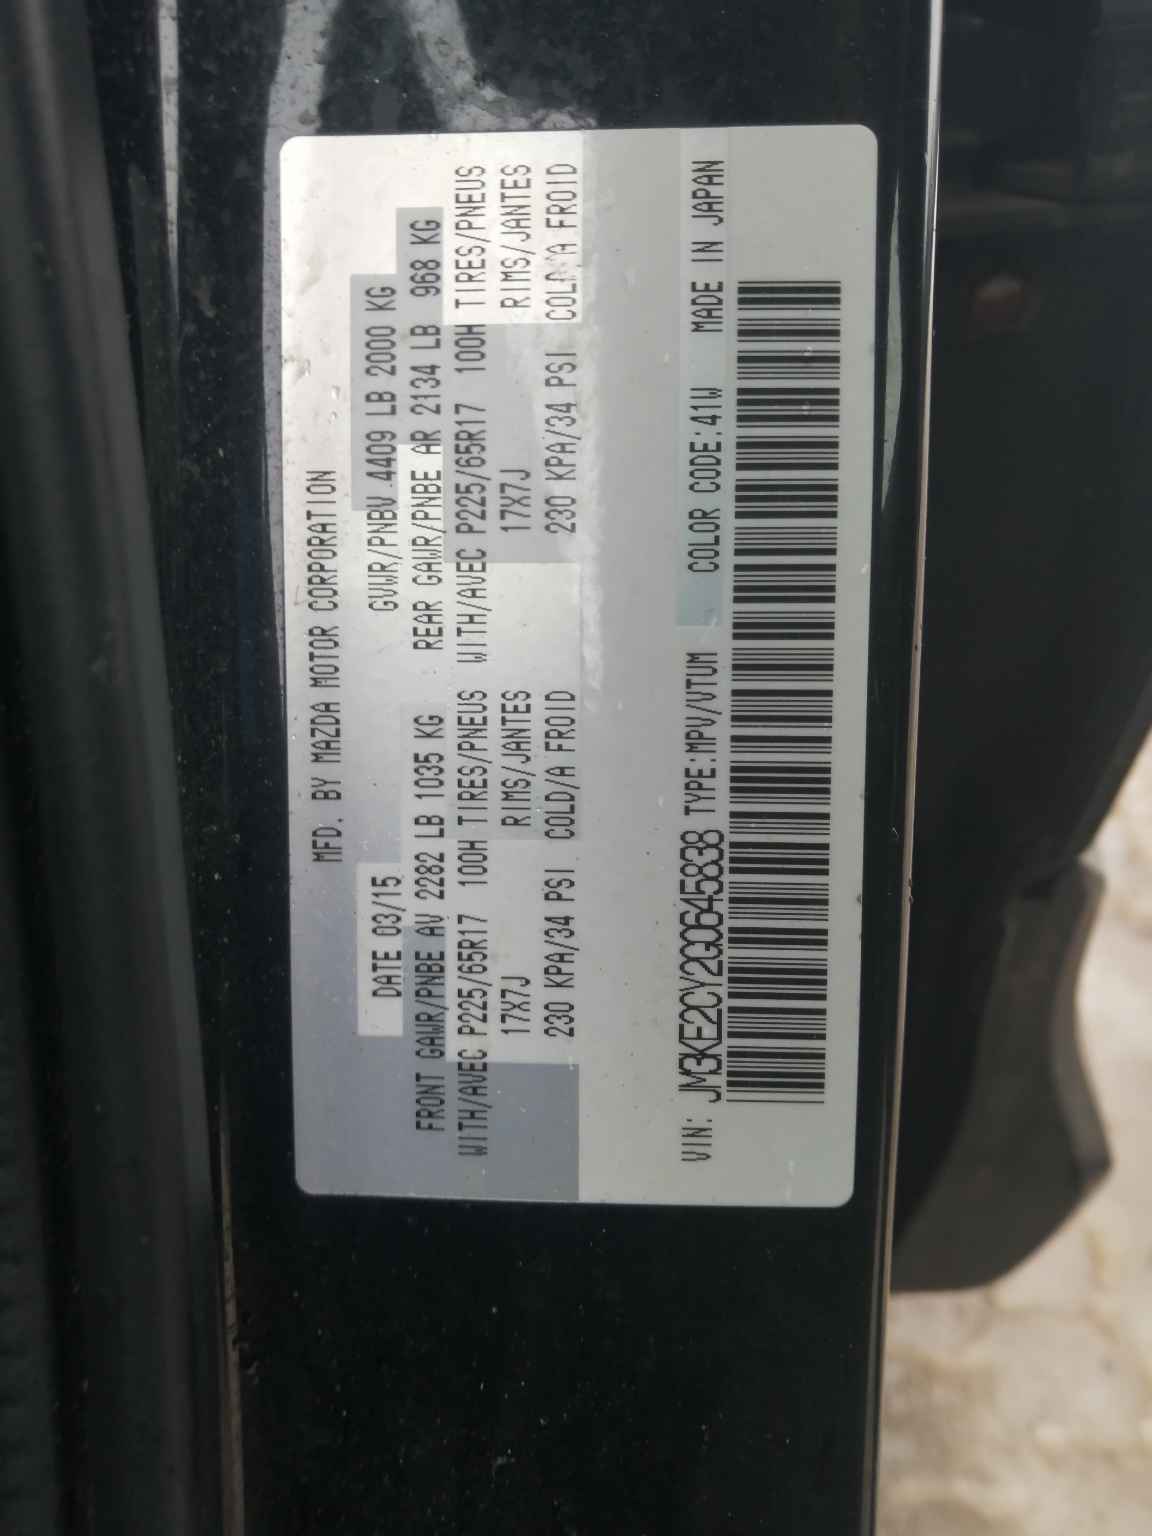 MFD. BY MAZDA MOTOR CORPORATION
DATE 03/15 GVWR/PNBV 4409 LB 2000 KG
FRONT GAWR/PNBE AV 2282 LB 1035 KG REAR GAWR/PNBE AR 2134 LB 968 KG
WITH/AVEC P225/65R17 100H TIRES/PNEUS WITH/AVEC P225/65R17 100H TIRES/PNEUS
17X7J RIMS/JANTES 17X7J RIMS/JANTES
230 KPA/34 PSI COLD/A FROID 230 KPA/34 PSI COLD/A FROID
VIN: JM3KE2CY2G0645838 TYPE:MPV/VTUM COLOR CODE:41W MADE IN JAPAN